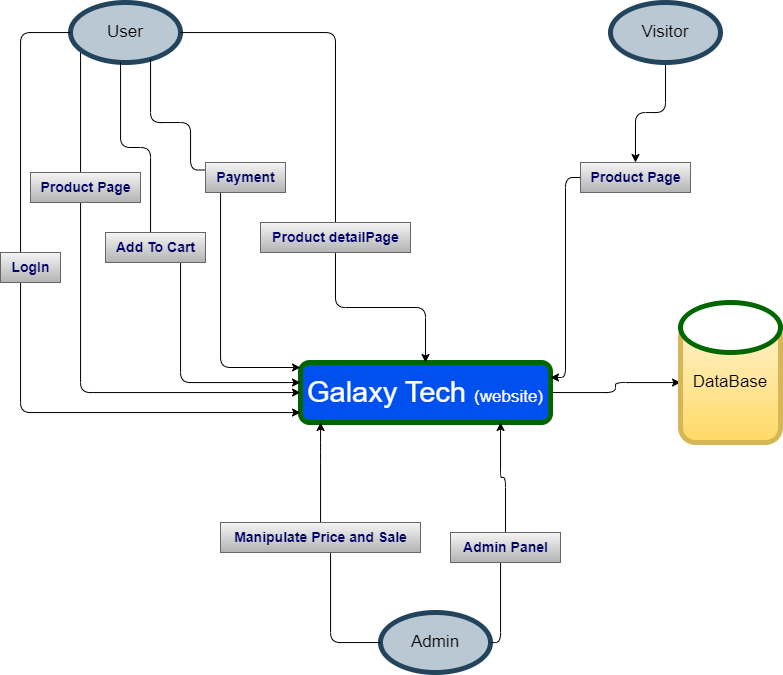 User
Visitor
Product Page
Payment
Product Page
Add To Cart
Product detailPage
LogIn
Galaxy Tech (website)
DataBase
Manipulate Price and Sale
Admin Panel
Admin